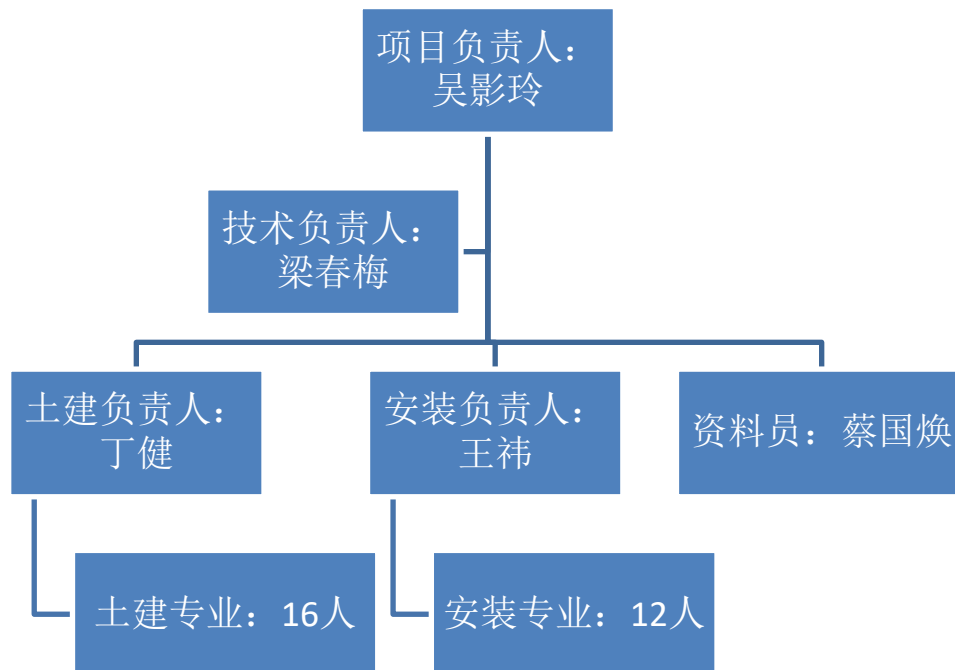 项目负责人：
吴影玲
技术负责人：
梁春梅
土建负责人：
丁健
安装负责人：
王祎
资料员：蔡国焕
土建专业：16人
安装专业：12人